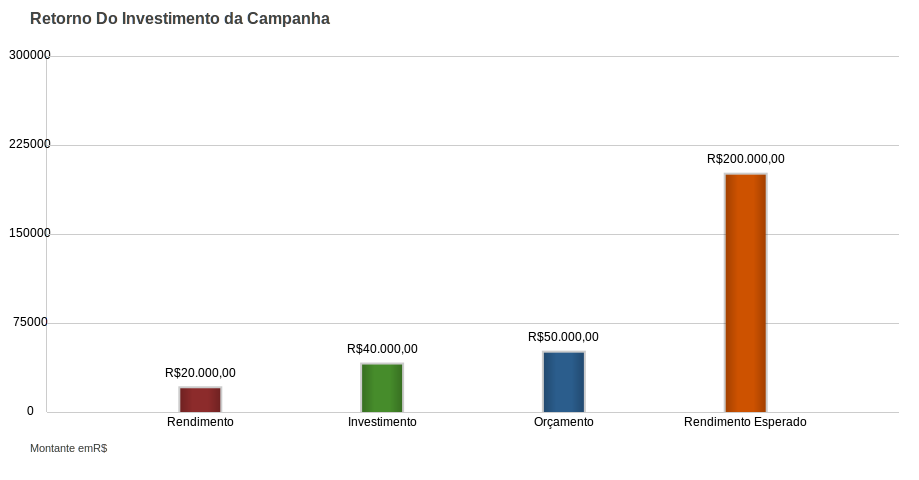 Retorno Do Investimento da Campanha
300000
225000
150000
75000
0
R$20.000,00
R$40.000,00
R$50.000,00
R$200.000,00
Rendimento
Investimento
Orçamento
Rendimento Esperado
Montante emR$